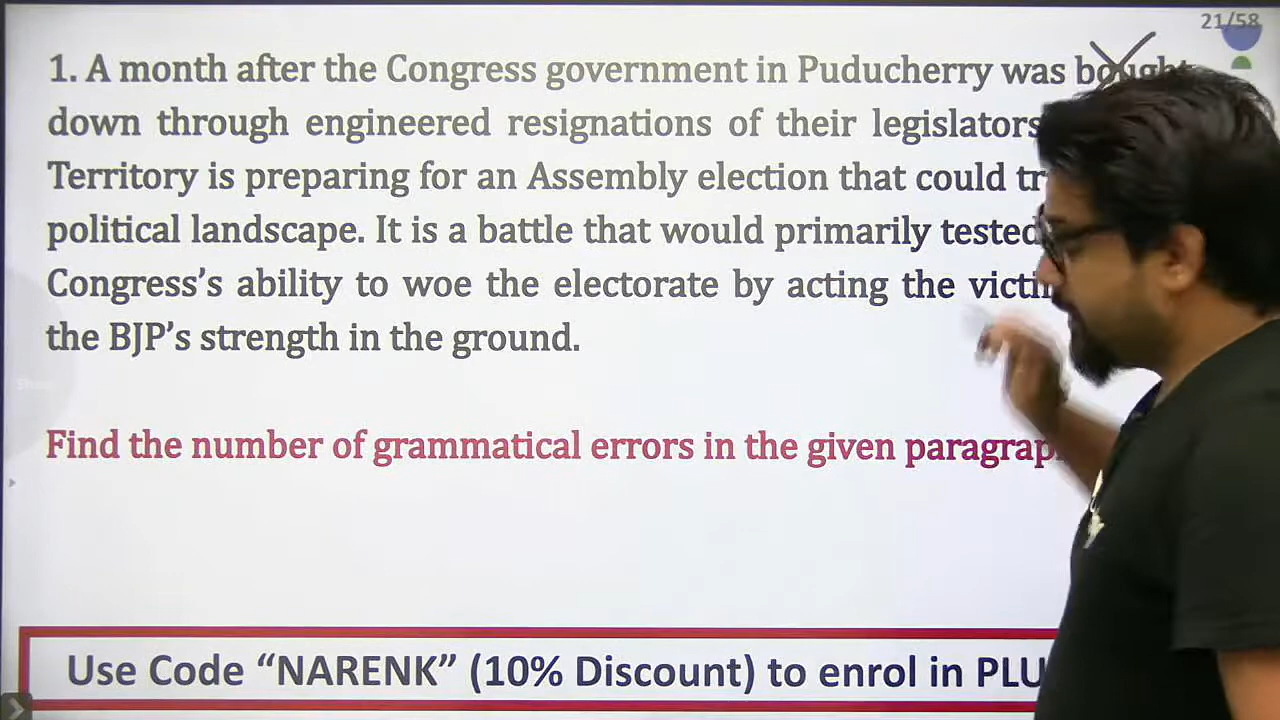 21/58
1. A month after the Congress government in Puducherry was bought
down through engineered resignations of their legislators
Territory is preparing for an Assembly election that could
political landscape. It is a battle that would primarily tested
Congress's ability to woe the electorate by acting the
the BJP's strength in the ground.
Find the number of grammatical errors in the given
Use Code “NARENK” (10% Discount) to enrol in